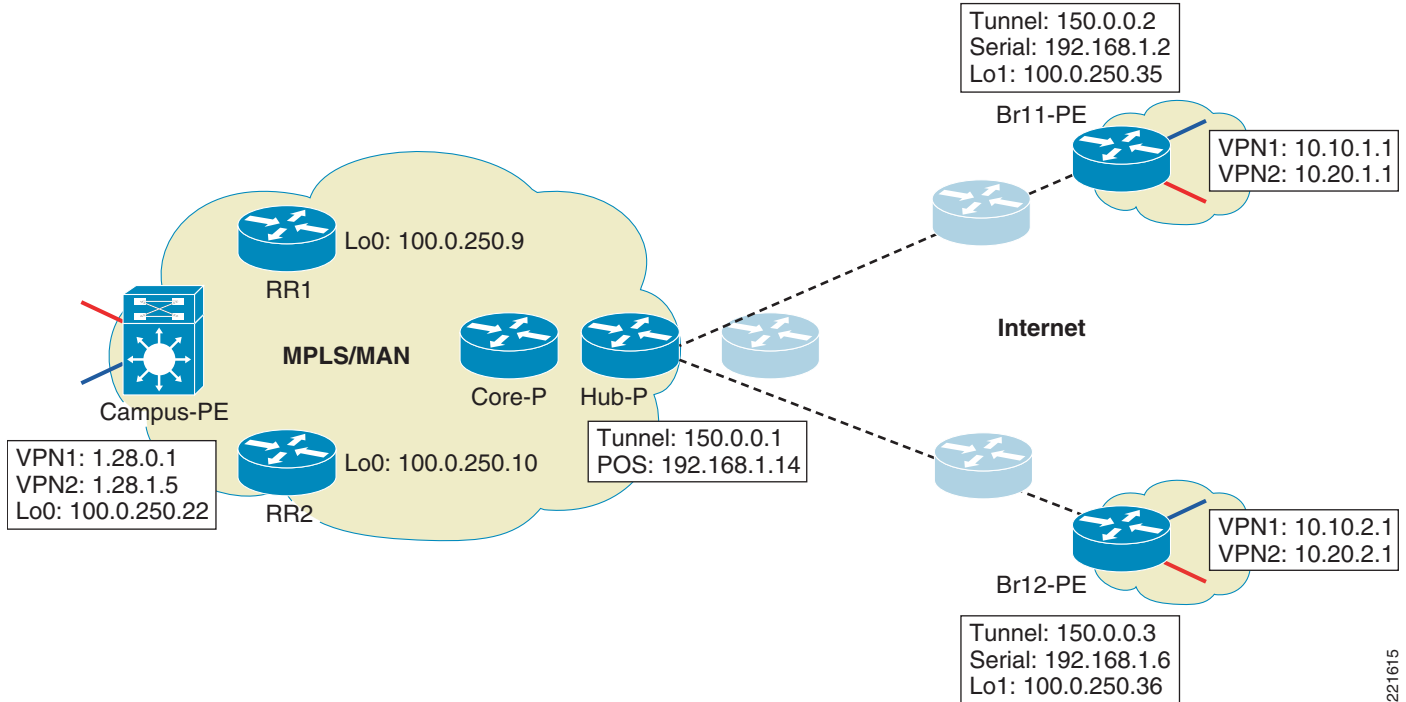 Tunnel: 150.0.0.2
Serial: 192.168.1.2
Lo1: 100.0.250.35
Br11-PE
VPN1: 10.10.1.1
VPN2: 10.20.1.1
Lo0: 100.0.250.9
RR1
MPLS/MAN
Internet
Core-P
Hub-P
Campus-PE
Tunnel: 150.0.0.1
POS: 192.168.1.14
VPN1: 1.28.0.1
VPN2: 1.28.1.5
Lo0: 100.0.250.22
Lo0: 100.0.250.10
RR2
VPN1: 10.10.2.1
VPN2: 10.20.2.1
Br12-PE
Tunnel: 150.0.0.3
Serial: 192.168.1.6
Lo1: 100.0.250.36
221615